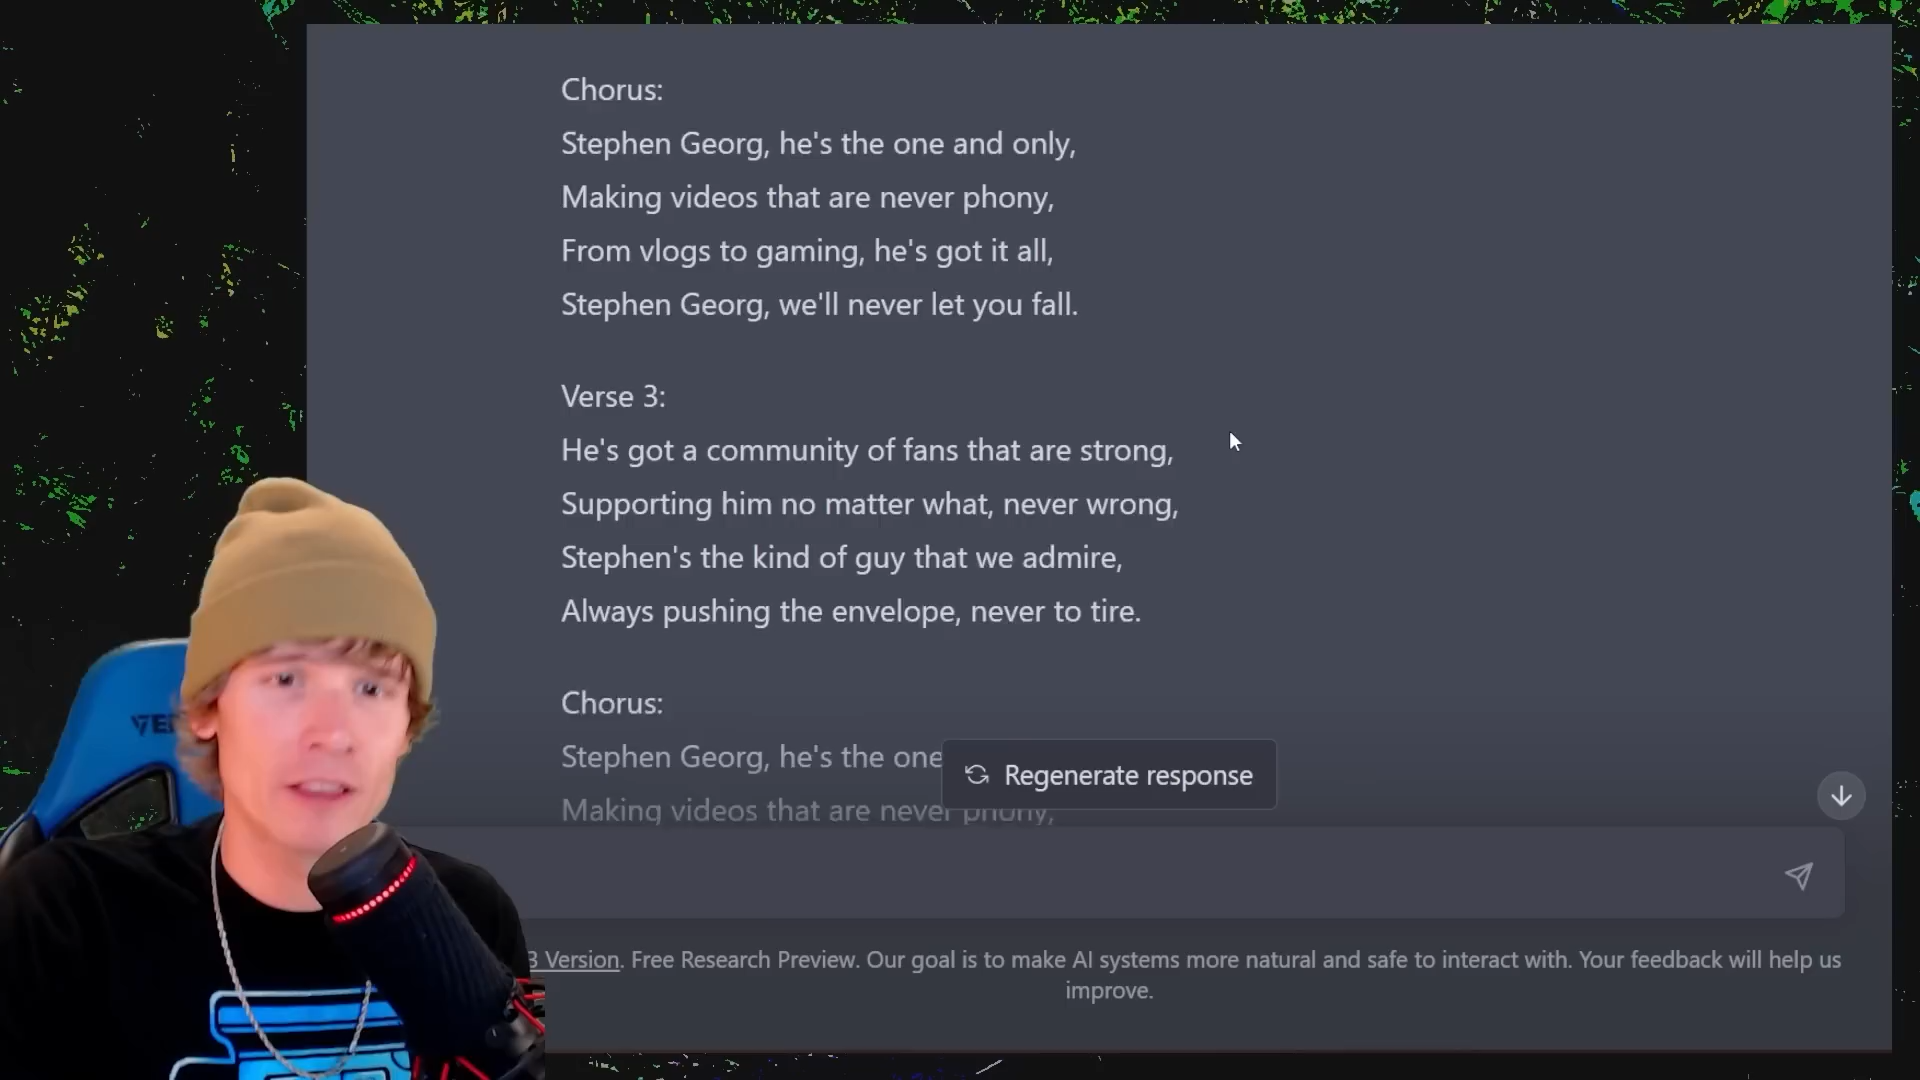 Chorus:
Stephen Georg, he's the one and only,
Making videos that are never phony,
From vlogs to gaming, he's got it all,
Stephen Georg, we'll never let you fall.
Verse 3:
He's got a community of fans that are strong,
Supporting him no matter what, never wrong,
Stephen's the kind of guy that we admire,
Always pushing the envelope, never to tire.
Chorus:
Stephen Georg, he's the one
Making videos that are never phony,
Regenerate response
Version. Free Research Preview. Our goal is to make AI systems more natural and safe to interact with. Your feedback will help us
improve.